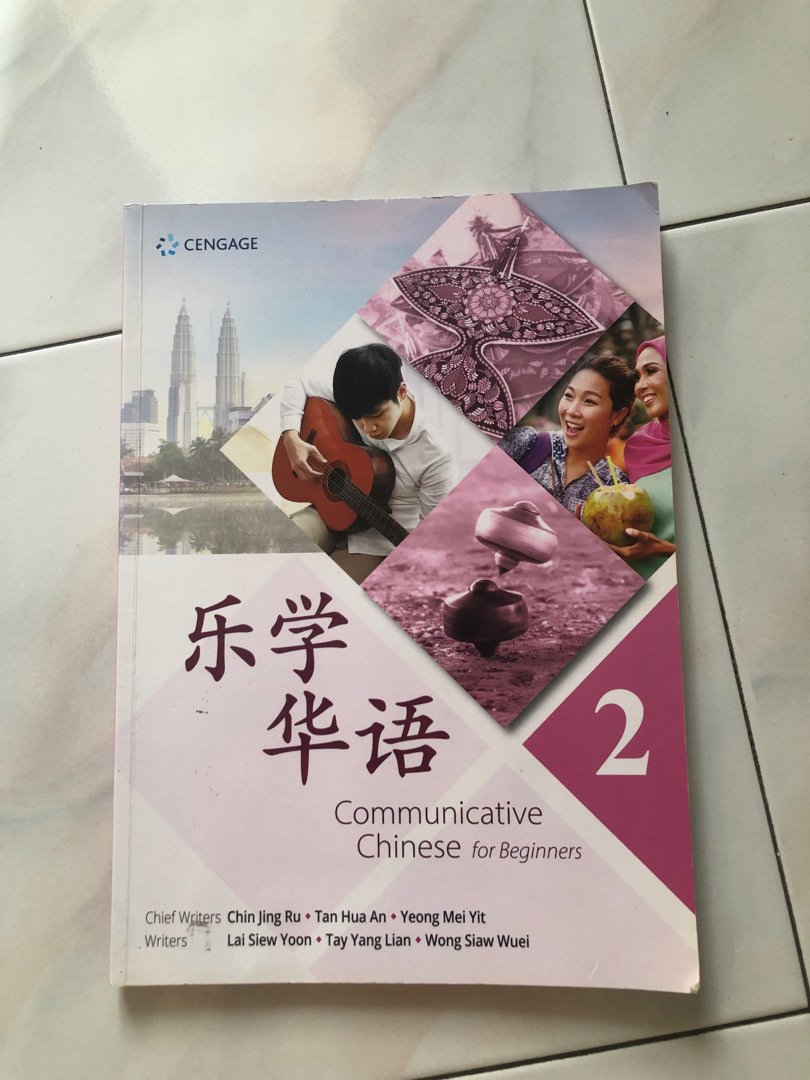 CENGAGE
乐学
华语
2
Communicative
Chinese for Beginners
Chief Writers Chin Jing Ru ◆ Tan Hua An ◆ Yeong Mei Yit
Writers Lai Siew Yoon ◆ Tay Yang Lian ◆ Wong Siaw Wuei